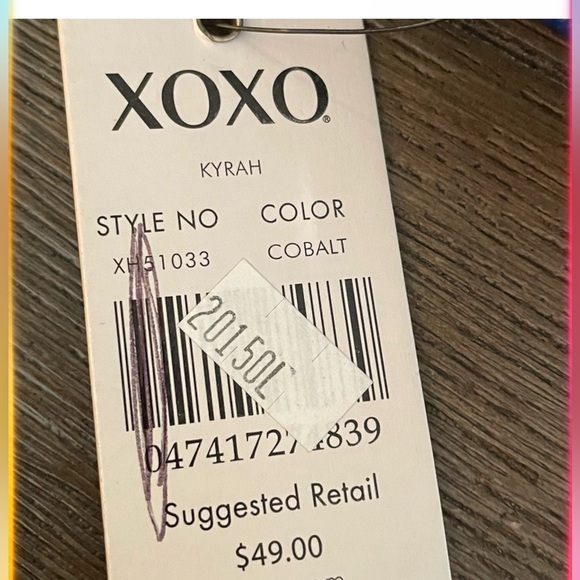 XOXO®
KYRAH
STYLE NO COLOR
XH51033 COBALT
20150L
Suggested Retail
$49.00